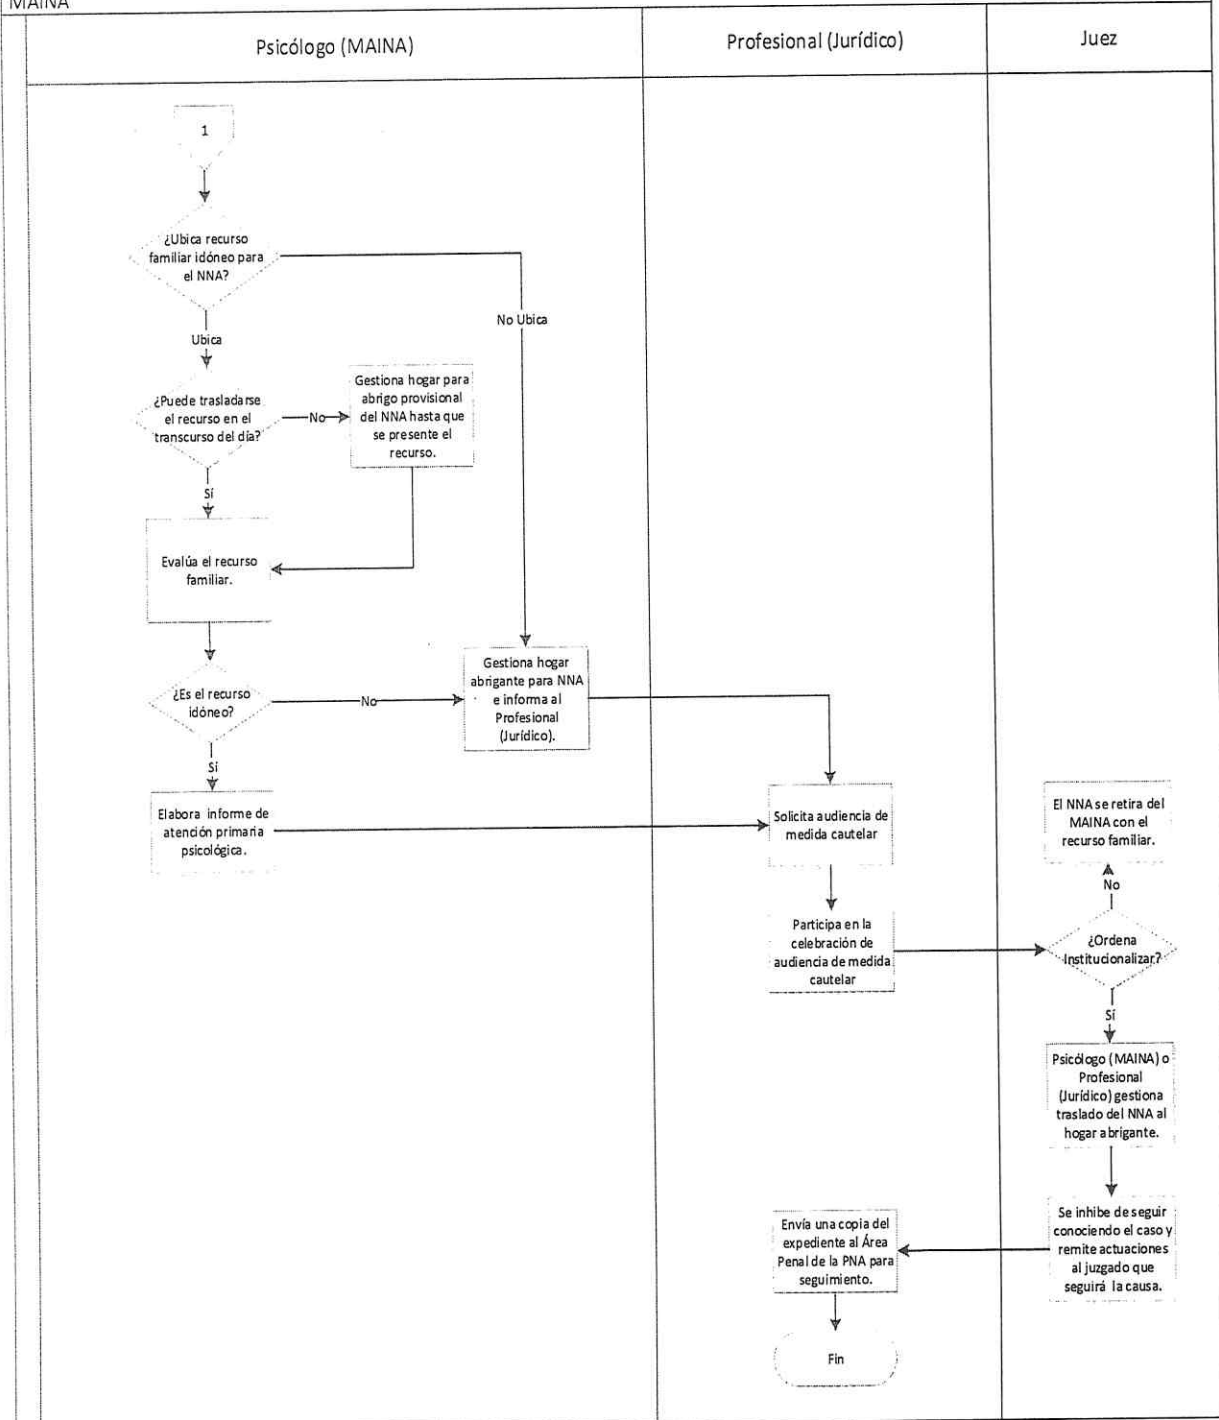 MAINA
Psicólogo (MAINA)
Profesional (Jurídico)
Juez
1
¿Ubica recurso
familiar idóneo para
el NNA?
No Ubica
Ubica
¿Puede trasladarse
el recurso en el
transcurso del día?
No
Gestiona hogar para
abrigo provisional
del NNA hasta que
se presente el
recurso.
Sí
Evalúa el recurso
familiar.
¿Es el recurso
idóneo?
No
Gestiona hogar
abrigante para NNA
e informa al
Profesional
(Jurídico).
Sí
Elabora informe de
atención primaria
psicológica.
Solicita audiencia de
medida cautelar
Participa en la
celebración de
audiencia de medida
cautelar
El NNA se retira del
MAINA con el
recurso familiar.
No
¿Ordena
Institucionalizar?
Sí
Psicólogo (MAINA) o
Profesional
(Jurídico) gestiona
traslado del NNA al
hogar abrigante.
Se inhibe de seguir
conociendo el caso y
remite actuaciones
al juzgado que
seguirá la causa.
Envía una copia del
expediente al Área
Penal de la PNA para
seguimiento.
Fin